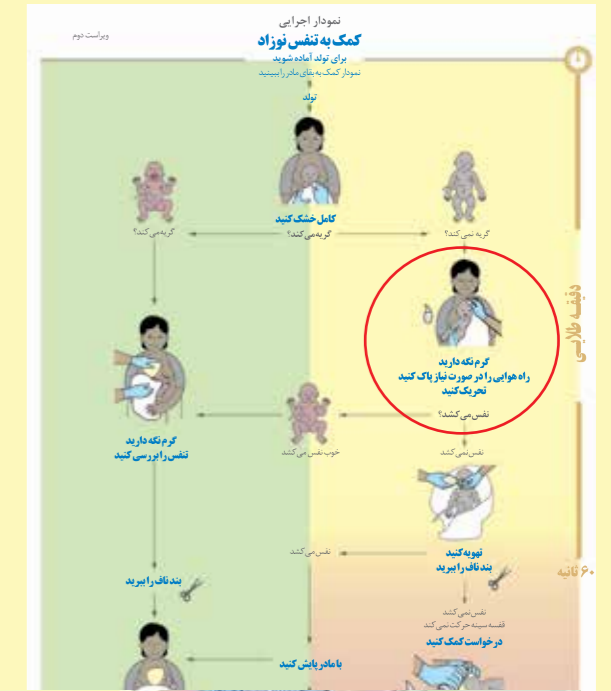 نمودار اجرایی
ویراست دوم
کمک به تنفس نوزاد
برای تولد آماده شوید
نمودار کمک به بقای مادر را ببینید
تولد
کامل خشک کنید
گریه می‌کند؟
گریه می‌کند؟
گریه نمی‌کند؟
دقیقه طلایی
گرم نگه دارید
راه هوایی را در صورت نیاز پاک کنید
تحریک کنید
نفس می‌کشد؟
گرم نگه دارید
تنفس را بررسی کنید
خوب نفس می‌کشد
نفس نمی‌کشد
تهویه کنید
بند ناف را ببرید
نفس می‌کشد
۶۰ ثانیه
بند ناف را ببرید
نفس نمی‌کشد
قفسه سینه حرکت نمی‌کند
درخواست کمک کنید
با مادر پایش کنید